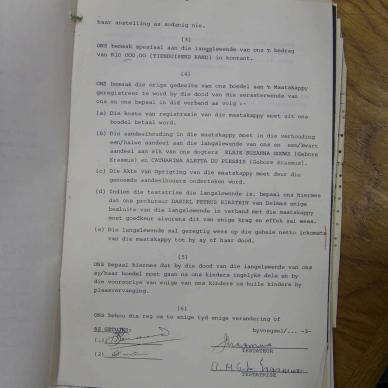 haar anstelling as sodanig nie.
(3)
ONS bemaak spesiaal aan die langslewende van ons 'n bedrag
van R10 000,00 (TIENDUISEND RAND) in kontant.
(4)
ONS bemaak die orige gedeelte van ons boedel aan 'n Maatskappy
geregistreer te word by die dood van die eerssterwende van
ons en ons bepaal in dié verband as volg :-
(a) Die koste van registrasie van die maatskappy moet uit ons
boedel betaal word.
(b) Die aandeelhouding in die maatskappy moet in die verhouding
een/halwe aandeel aan die langslewende van ons en een/kwart
aandeel aan elk van ons dogters SUZANNA (Gebore
Erasmus) en CATHARINA ALETTA DU PLESSIS (Gebore Erasmus).
(c) Die Akte van Oprigting van die maatskappy moet deur die
genoemde aandeelhouers onderteken word.
(d) Indien die testatrise die langslewende is, bepaal ons hiermee
dat ons prokureur DANIEL PETRUS van Delmas enige
besluite van die langslewende in verband met die maatskappy
moet goedkeur alvorens dit van enige krag en effek sal wees.
(e) Die langslewende sal geregtig wees op die gehele netto inkomste
van die maatskappy tot by sy of haar dood.
(5)
ONS bepaal hiermee dat by die dood van die langslewende van ons
sy/haar boedel moet gaan na ons kinders in gelyke dele en by
die vooroorlye van enige van ons kinders na hulle kinders by
plaasvervanging.
(6)
ONS behou die reg om te enige tyd enige verandering of
bygevoegsel/... -3-
AS GETUIES:
(1)
(2)
TESTATEUR
TESTATRISE